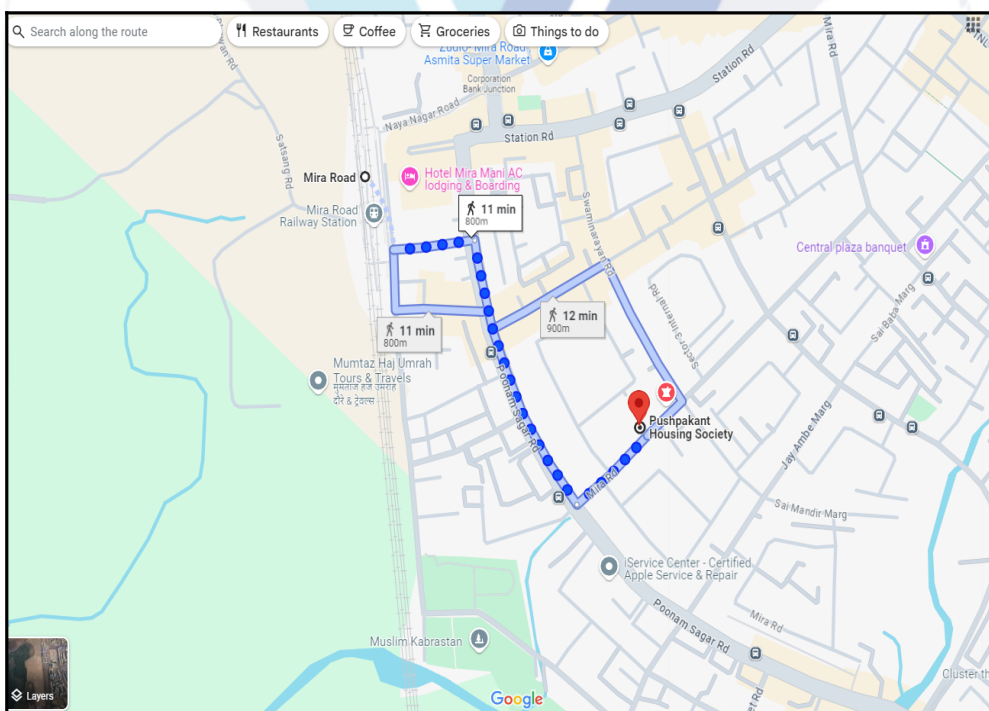 Search along the route
Restaurants
Coffee
Groceries
Things to do
Zudio- Mira Road
Asmita Super Market
Corporation
Bank Junction
Station Rd
Mira Rd
Naya Nagar Road
Station Rd
Satsang Rd
Mira Road
Hotel Mira Mani AC
lodging & Boarding
Mira Road
Railway Station
11 min
800m
Swaminarayan Rd
Central plaza banquet
Sector3 Internal Rd
Sai Baba Marg
12 min
900m
11 min
800m
Mumtaz Haj Umrah
Tours & Travels
मुमताज हज उमराह
टौरे & ट्रेवल्स
Poonam Sagar Rd
Pushpakant
Housing Society
Jay Ambe Marg
Mira Rd
Sai Mandir Marg
iService Center - Certified
Apple Service & Repair
Poonam Sagar Rd
Mira Rd
Muslim Kabrastan
Cluster th
Layers
Google